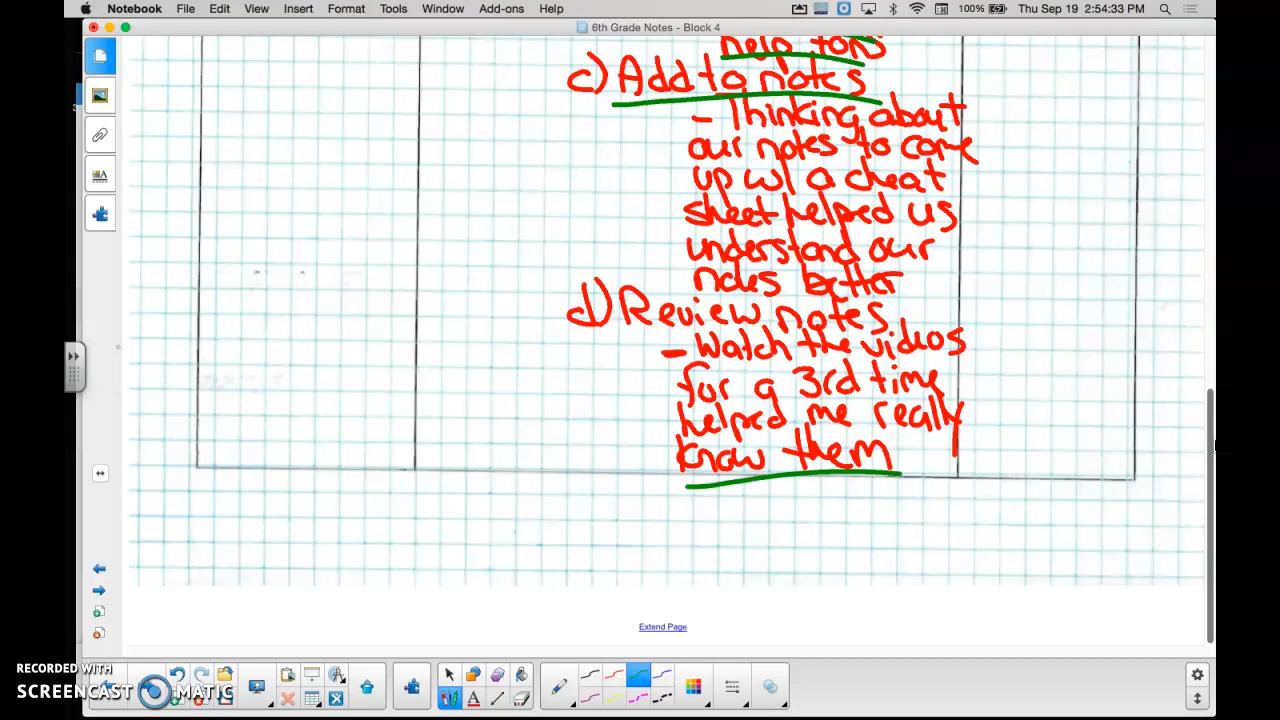 Notebook File Edit View Insert Format Tools Window Add-ons Help 100% Thu Sep 19 2:54:33 PM
6th Grade Notes - Block 4
help tons
c) Add to notes
- Thinking about
our notes to come
up w/ a cheat
sheet helped us
understand our
notes better
d) Review notes
- Watch the videos
for a 3rd time
helped me really
know them
Extend Page
RECORDED WITH
SCREENCAST MATIC